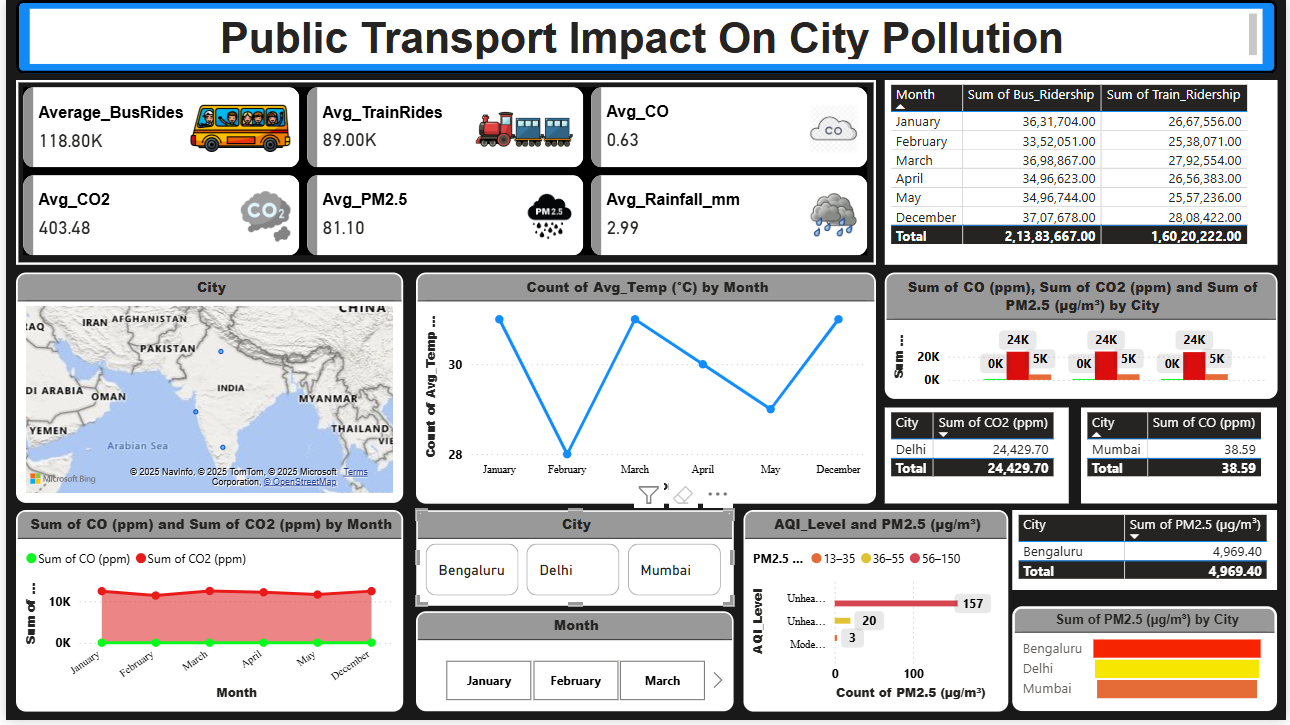 Public Transport Impact On City Pollution
Average_BusRides
118.80K
Avg_TrainRides
89.00K
Avg_CO
0.63
CO
Avg_CO2
403.48
CO2
Avg_PM2.5
81.10
PM2.5
Avg_Rainfall_mm
2.99
Month Sum of Bus_Ridership Sum of Train_Ridership
January 36,31,704.00 26,67,556.00
February 33,52,051.00 25,38,071.00
March 36,98,867.00 27,92,554.00
April 34,96,623.00 26,56,383.00
May 34,96,744.00 25,57,236.00
December 37,07,678.00 28,08,422.00
Total 2,13,83,667.00 1,60,20,222.00
City
CHINA
RAQ IRAN AFGHANISTAN
PAKISTAN
DI ARABIA OMAN INDIA
MYANMAR
YEMEN THAILAND
VIE
Arabian Sea
© 2025 NavInfo, © 2025 TomTom, © 2025 Microsoft Terms
Microsoft Bing Corporation, © OpenStreetMap
Count of Avg_Temp (°C) by Month
Count of Avg_Temp ...
30
28
January February March April May December
Sum of CO (ppm), Sum of CO2 (ppm) and Sum of
PM2.5 (µg/m³) by City
Sum ...
20K
0K
24K 24K 24K
0K 5K 0K 5K 0K 5K
City Sum of CO2 (ppm)
Delhi 24,429.70
Total 24,429.70
City Sum of CO (ppm)
Mumbai 38.59
Total 38.59
Sum of CO (ppm) and Sum of CO2 (ppm) by Month
Sum of CO (ppm) Sum of CO2 (ppm)
Sum of ...
10K
0K
January February March April May December
Month
City
Bengaluru Delhi Mumbai
Month
January February March
AQI_Level and PM2.5 (µg/m³)
PM2.5 ... 13–35 36–55 56–150
AQI_Level
Unhea... 157
Unhea... 20
Mode... 3
0 100
Count of PM2.5 (µg/m³)
City Sum of PM2.5 (µg/m³)
Bengaluru 4,969.40
Total 4,969.40
Sum of PM2.5 (µg/m³) by City
Bengaluru
Delhi
Mumbai